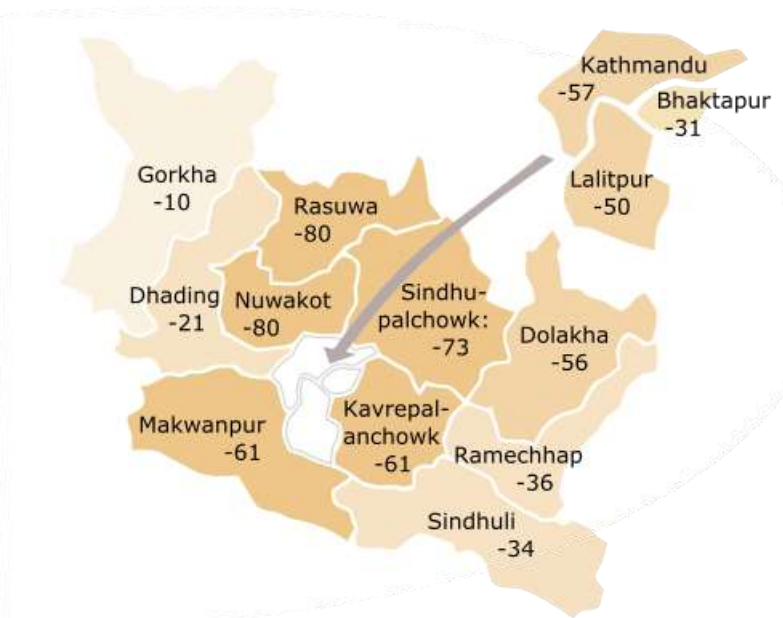 Kathmandu
-57
Bhaktapur
-31
Lalitpur
-50
Gorkha
-10
Rasuwa
-80
Dhading
-21
Nuwakot
-80
Sindhu-
palchowk:
-73
Dolakha
-56
Makwanpur
-61
Kavrepal-
anchowk
-61
Ramechhap
-36
Sindhuli
-34